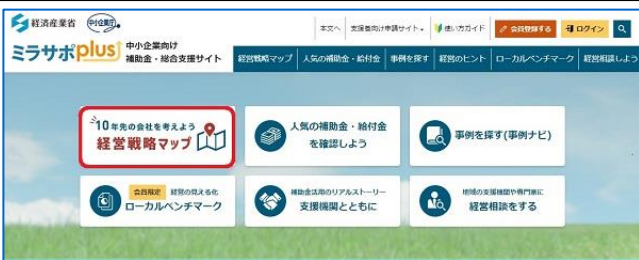 経済産業省 中小企業庁
本文へ 支援者向け申請サイト 使い方ガイド 会員登録する ログイン
ミラサポplus 中小企業向け
補助金・総合支援サイト
経営戦略マップ 人気の補助金・給付金 事例を探す 経営のヒント ローカルベンチマーク 経営相談しよう
10年先の会社を考えよう
経営戦略マップ
人気の補助金・給付金
を確認しよう
事例を探す(事例ナビ)
会員限定 経営の見える化
ローカルベンチマーク
補助金活用のリアルストーリー
支援機関とともに
地域の支援機関や専門家に
経営相談をする